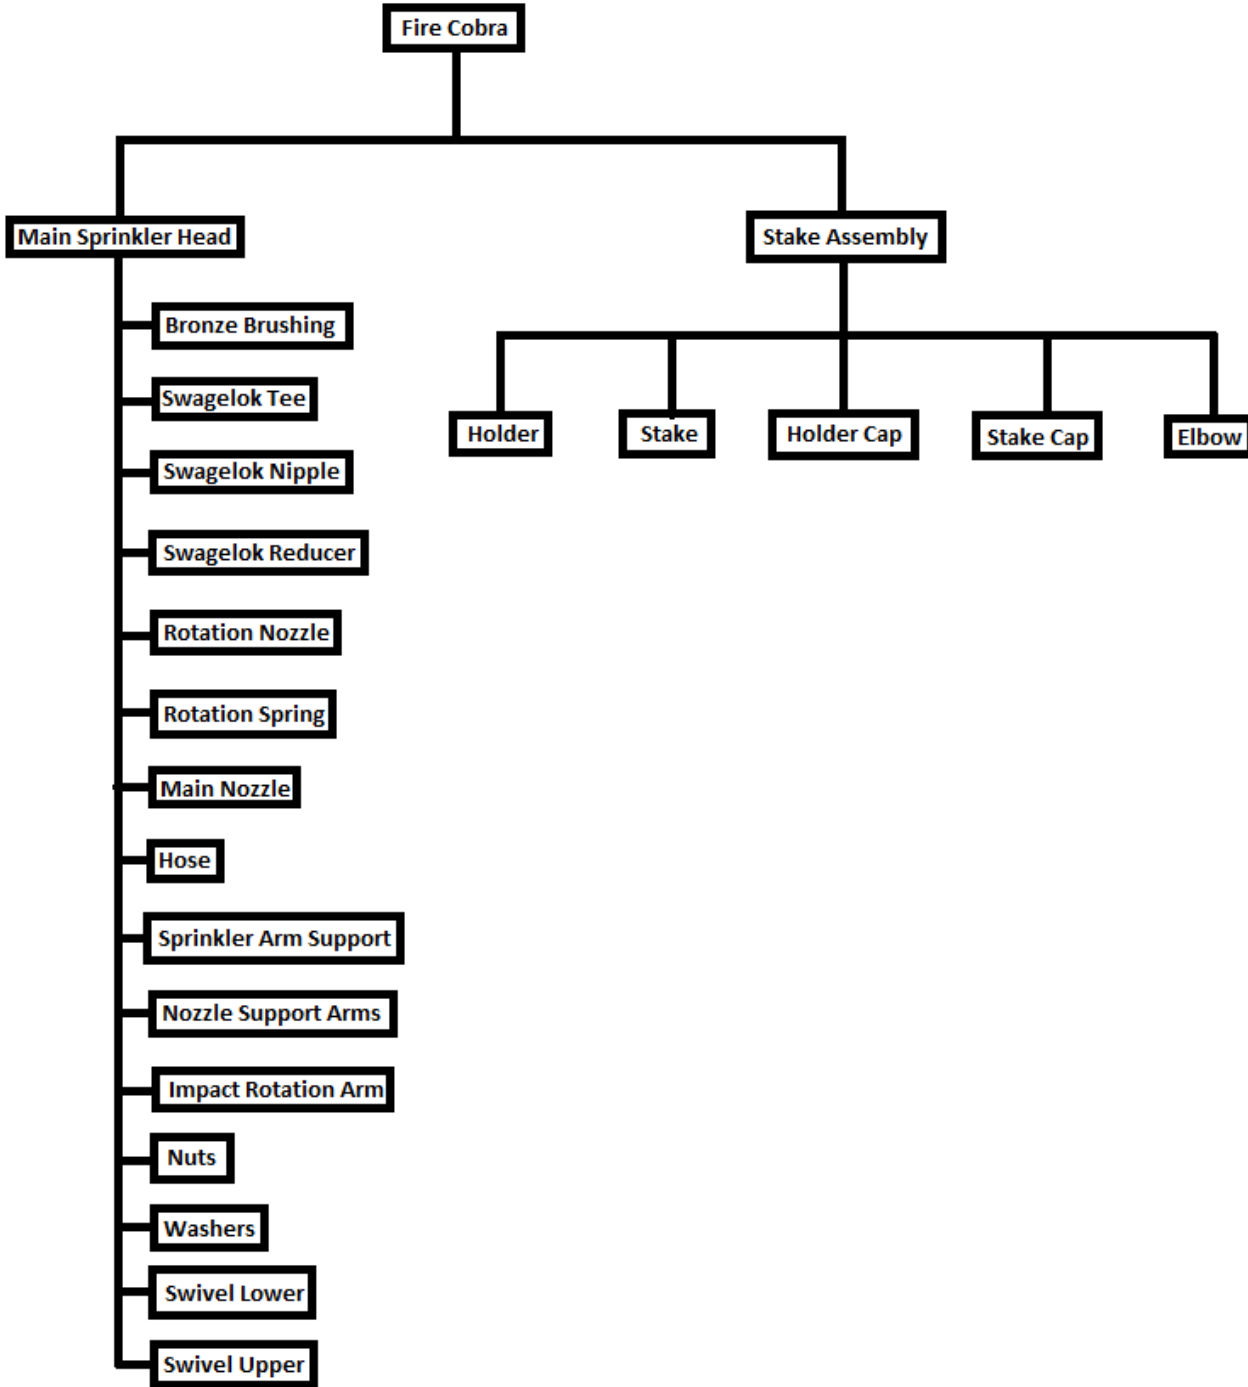 Fire Cobra
Main Sprinkler Head
Stake Assembly
Bronze Brushing
Swagelok Tee
Swagelok Nipple
Swagelok Reducer
Rotation Nozzle
Rotation Spring
Main Nozzle
Hose
Sprinkler Arm Support
Nozzle Support Arms
Impact Rotation Arm
Nuts
Washers
Swivel Lower
Swivel Upper
Holder
Stake
Holder Cap
Stake Cap
Elbow